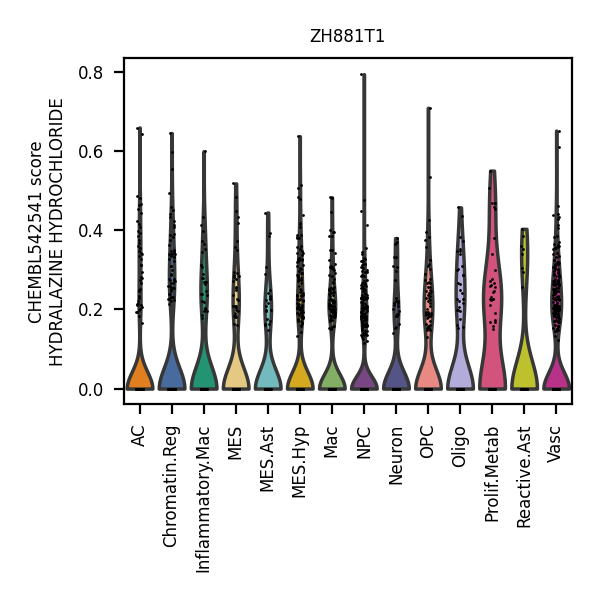 ZH881T1
CHEMBL542541 score
HYDRALAZINE HYDROCHLORIDE
0.8
0.6
0.4
0.2
0.0
AC
Chromatin.Reg
Inflammatory.Mac
MES
MES.Ast
MES.Hyp
Mac
NPC
Neuron
OPC
Oligo
Prolif.Metab
Reactive.Ast
Vasc